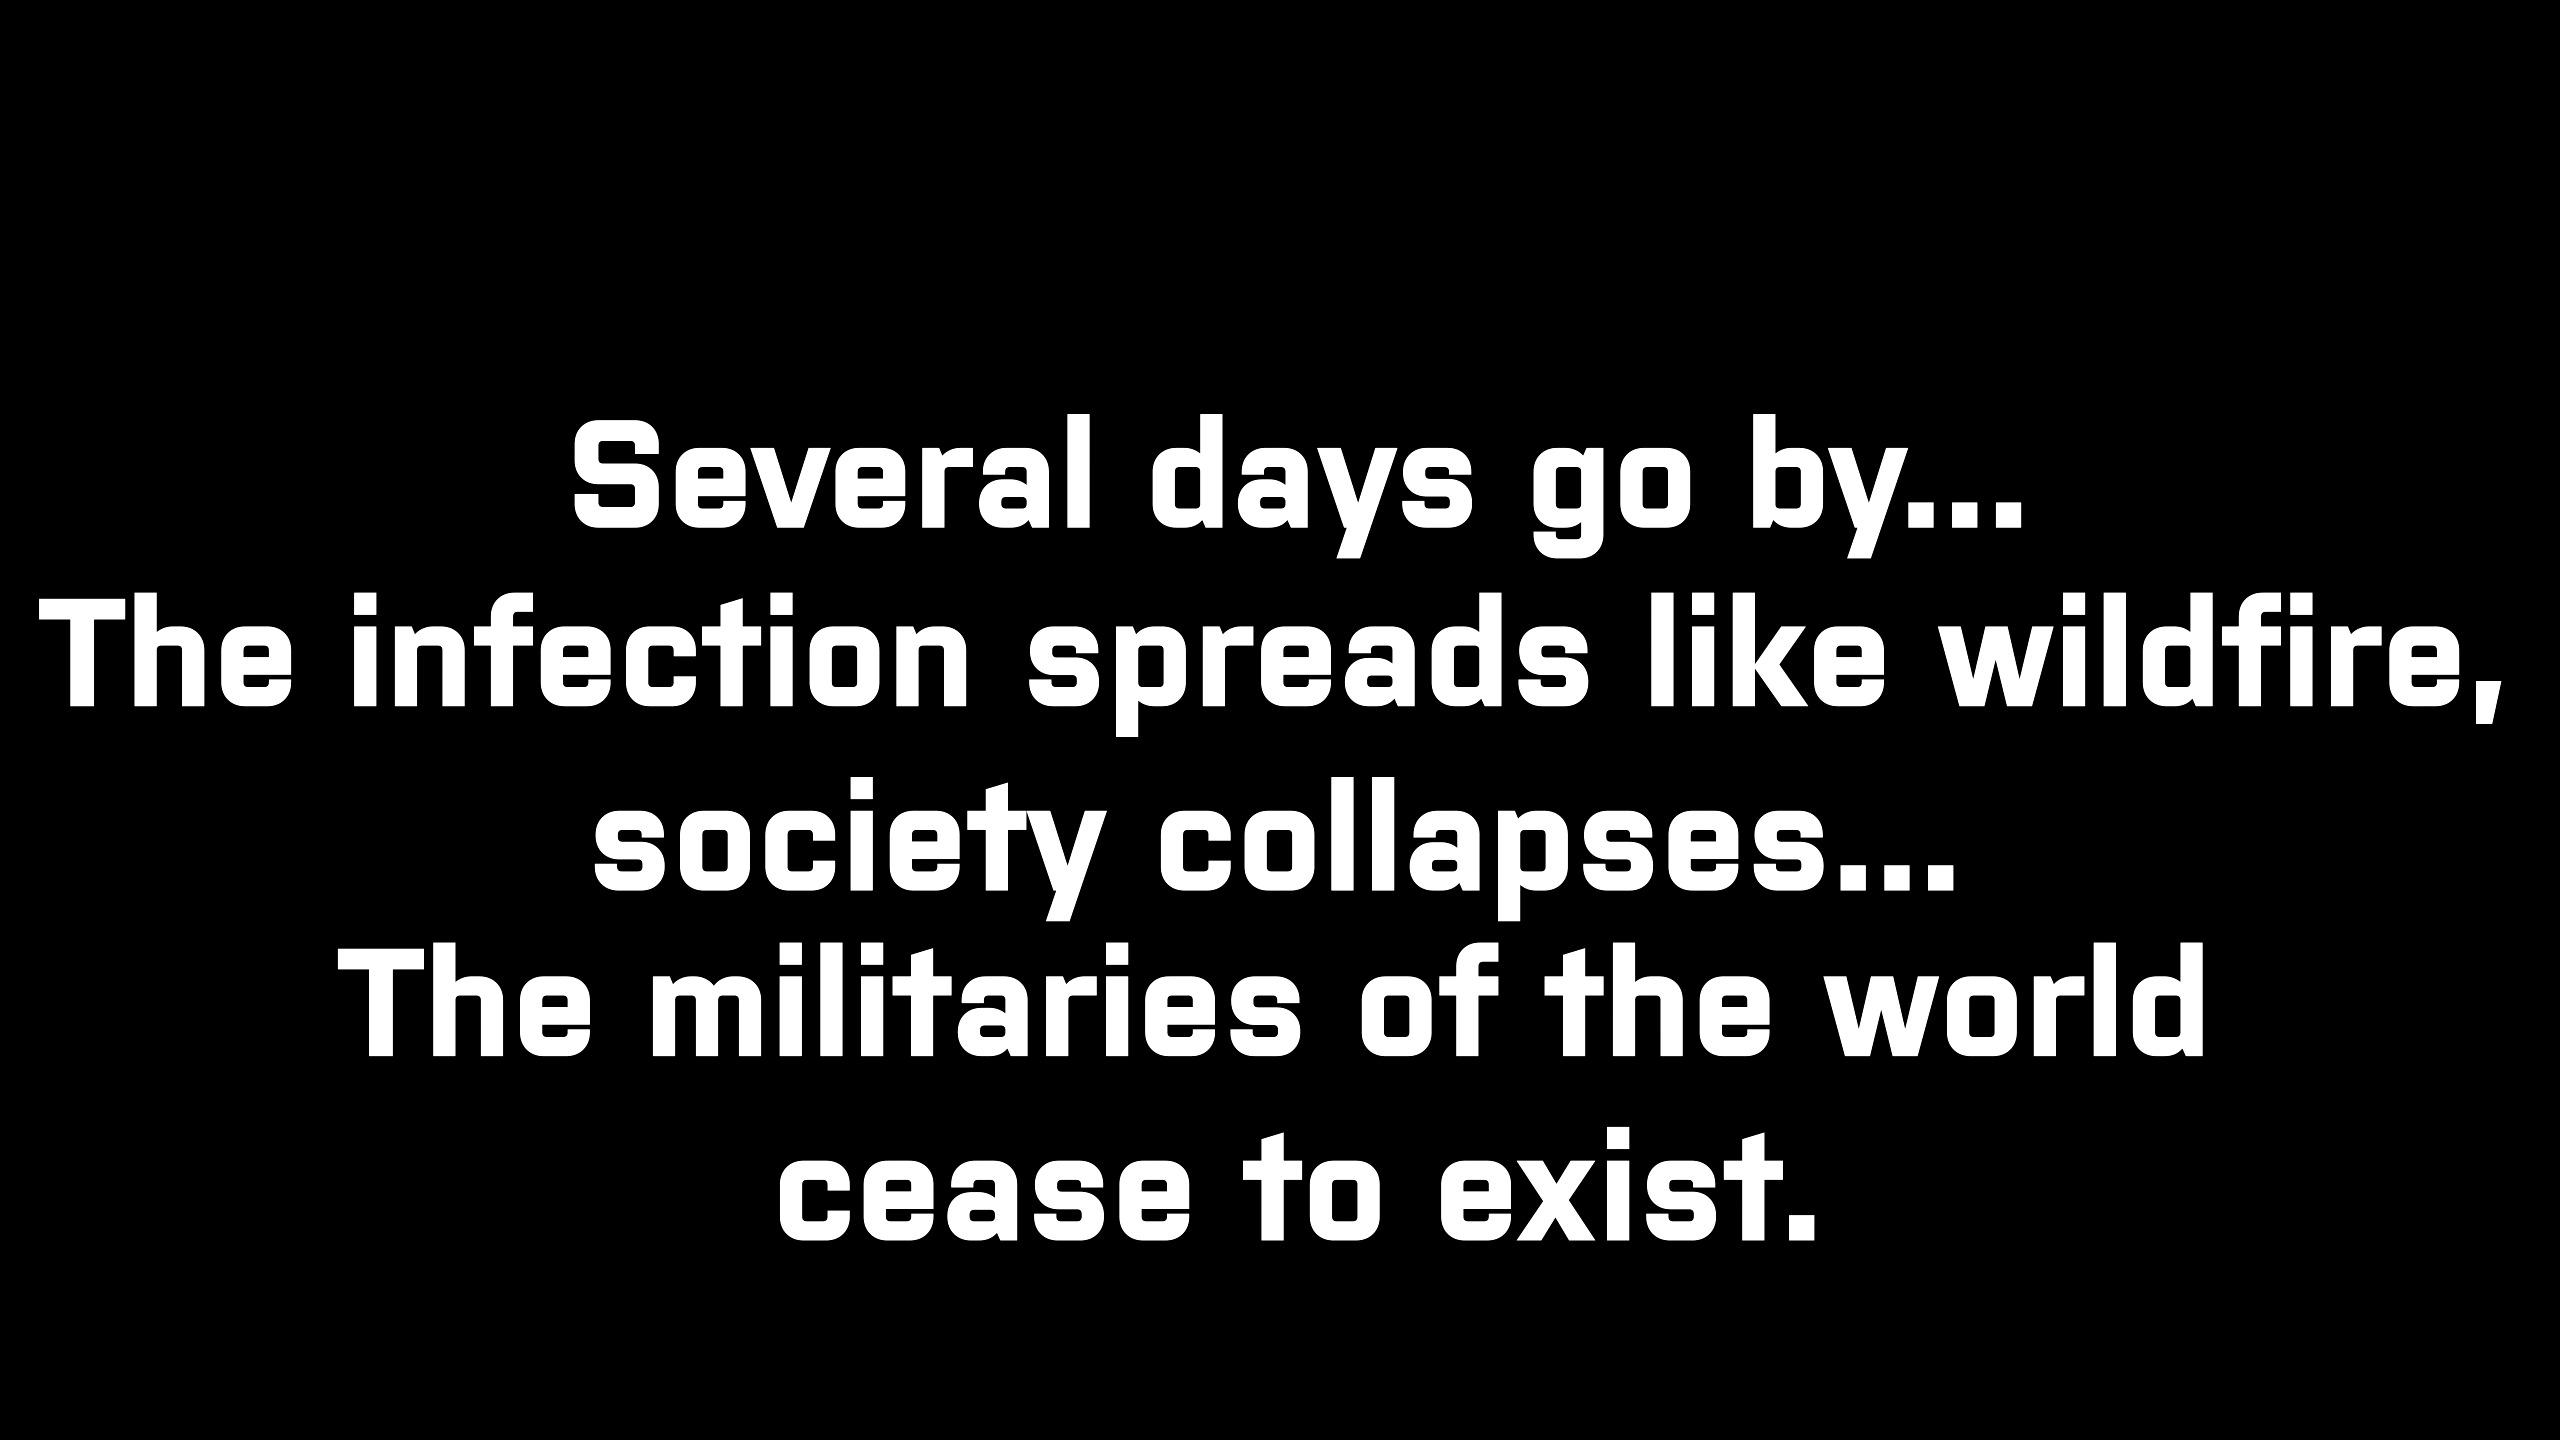 Several days go by...
The infection spreads like wildfire,
society collapses...
The militaries of the world
cease to exist.